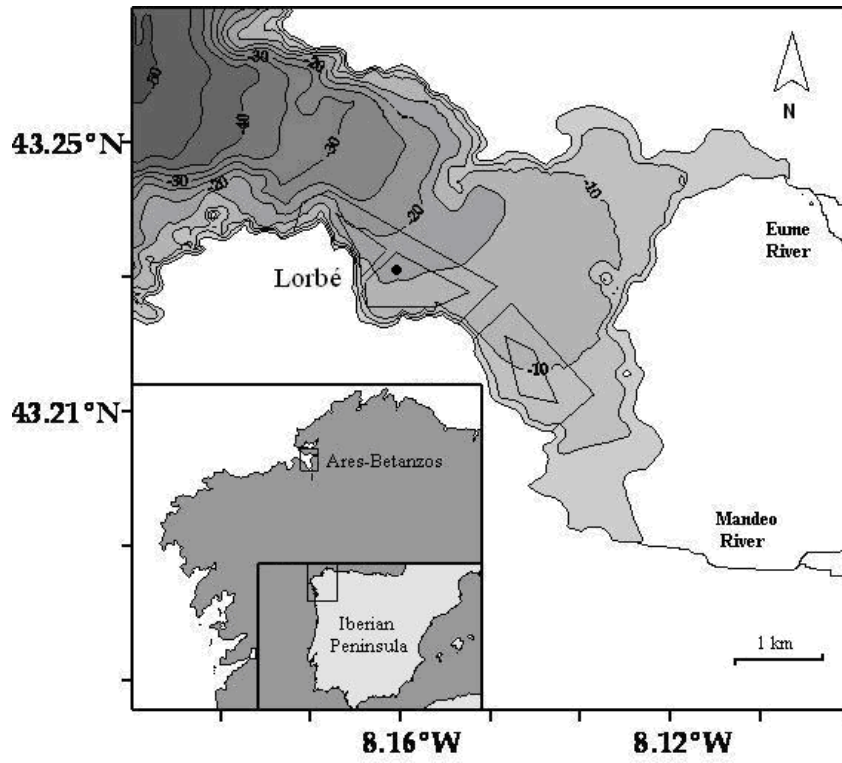 -50
-40
-30
-20
-30
-30
-20
-20
-10
-10
N
43.25°N
43.21°N
Eume
River
Lorbé
Ares-Betanzos
Iberian
Peninsula
Mandeo
River
1 km
8.16°W
8.12°W